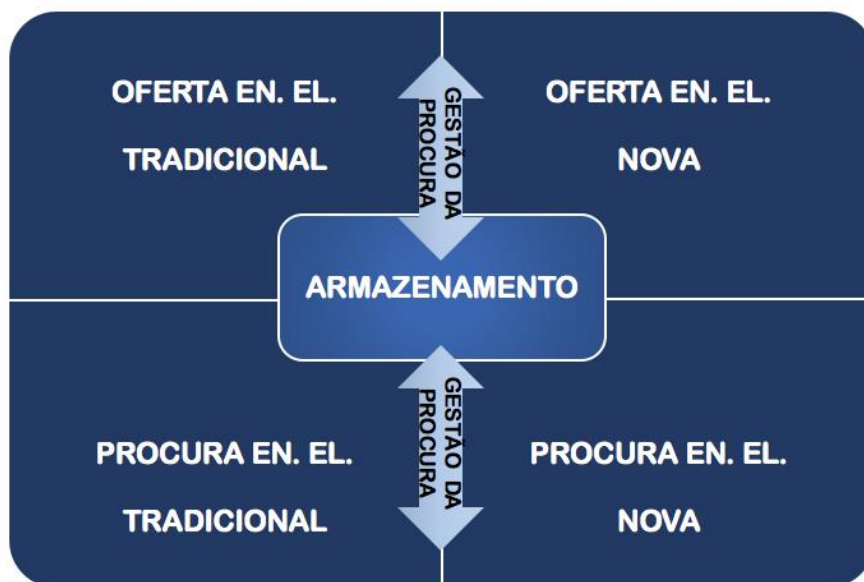 OFERTA EN. EL.
TRADICIONAL
GESTÃO DA
PROCURA
OFERTA EN. EL.
NOVA
ARMAZENAMENTO
PROCURA EN. EL.
TRADICIONAL
GESTÃO DA
PROCURA
PROCURA EN. EL.
NOVA